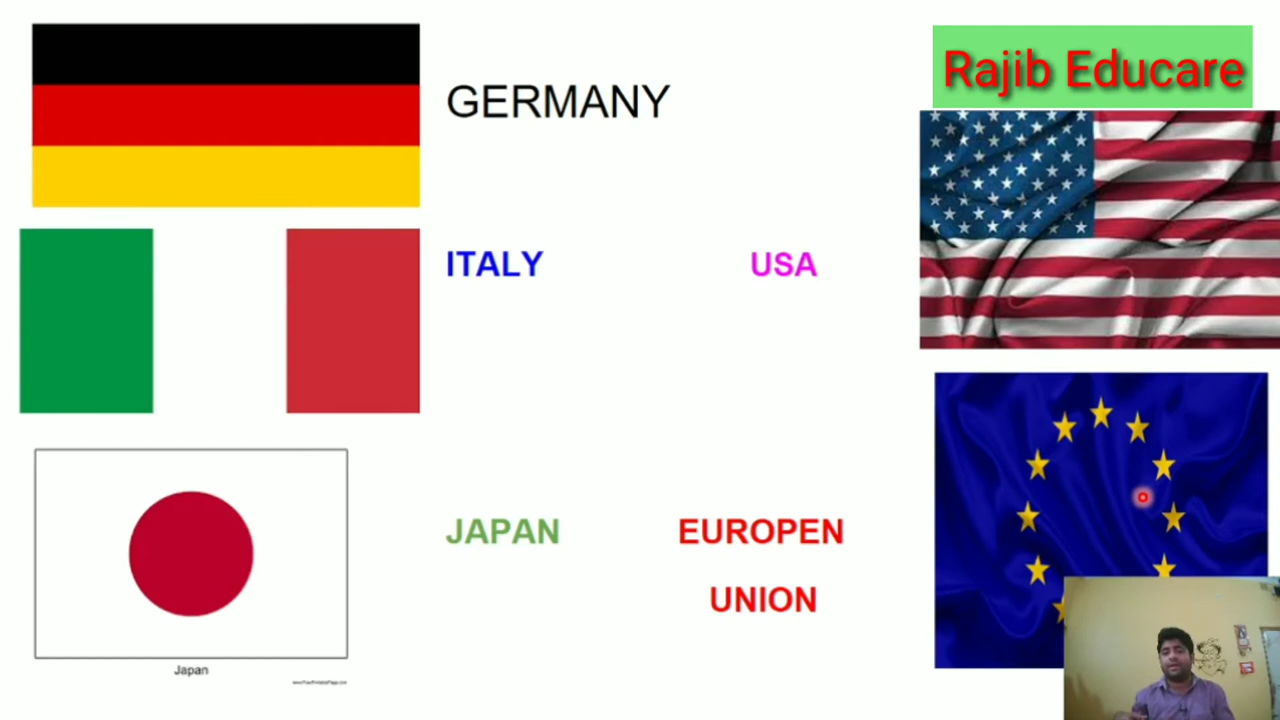 Rajib Educare
GERMANY
ITALY
USA
JAPAN
EUROPEN
UNION
Japan